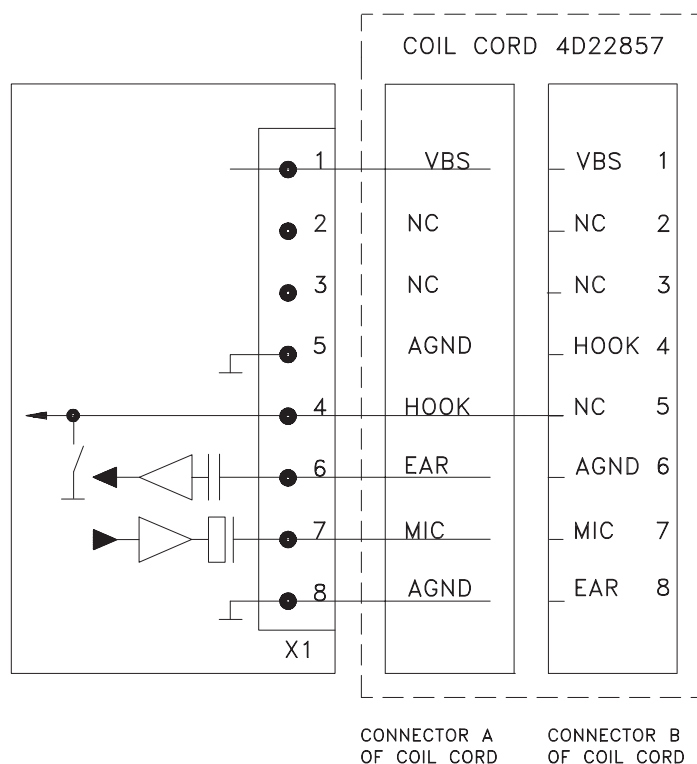 COIL CORD 4D22857
1 VBS VBS 1
2 NC NC 2
3 NC NC 3
5 AGND HOOK 4
4 HOOK NC 5
6 EAR AGND 6
7 MIC MIC 7
8 AGND EAR 8
X1
CONNECTOR A
OF COIL CORD
CONNECTOR B
OF COIL CORD